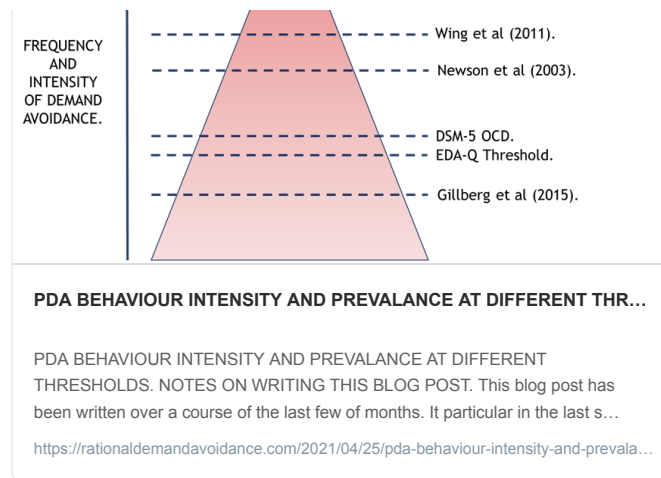 FREQUENCY
AND
INTENSITY
OF DEMAND
AVOIDANCE.
Wing et al (2011).
Newson et al (2003).
DSM-5 OCD.
EDA-Q Threshold.
Gillberg et al (2015).
PDA BEHAVIOUR INTENSITY AND PREVALANCE AT DIFFERENT THR…
PDA BEHAVIOUR INTENSITY AND PREVALANCE AT DIFFERENT
THRESHOLDS. NOTES ON WRITING THIS BLOG POST. This blog post has
been written over a course of the last few of months. It particular in the last s…
https://rationaldemandavoidance.com/2021/04/25/pda-behaviour-intensity-and-prevala…